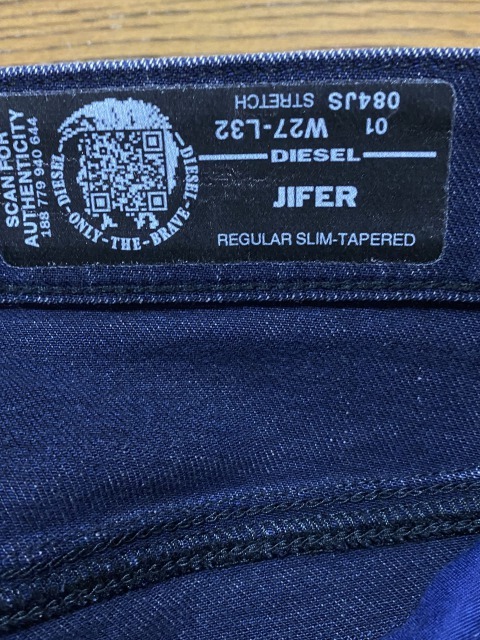 SCAN FOR
AUTHENTICITY
188 779 940 644
DIESEL
DIESEL
ONLY-THE-BRAVE
084JS STRETCH
01 W27-L32
DIESEL
JIFER
REGULAR SLIM-TAPERED